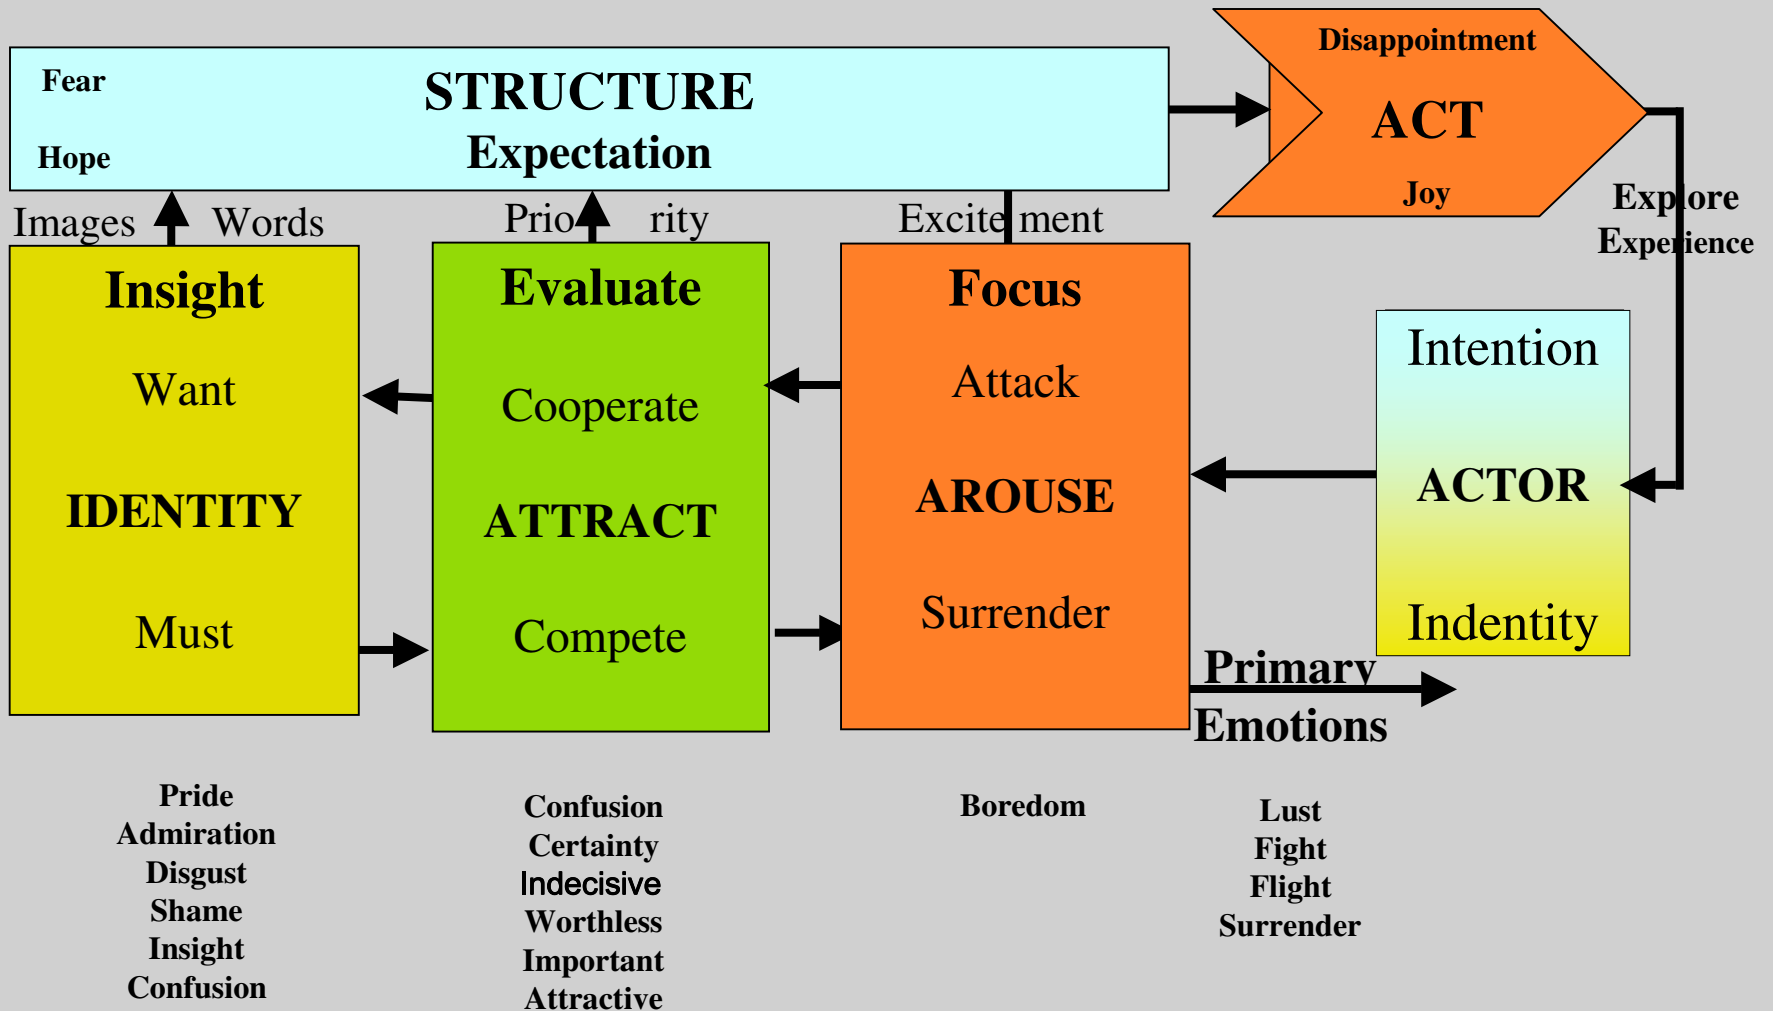 Fear
STRUCTURE
Hope
Expectation
Disappointment
ACT
Joy
Images Words
Prio rity
Excite ment
Explore
Experience
Insight
Want
IDENTITY
Must
Evaluate
Cooperate
ATTRACT
Compete
Focus
Attack
AROUSE
Surrender
Intention
ACTOR
Indentity
Primary
Emotions
Pride
Admiration
Disgust
Shame
Insight
Confusion
Confusion
Certainty
Indecisive
Worthless
Important
Attractive
Boredom
Lust
Fight
Flight
Surrender